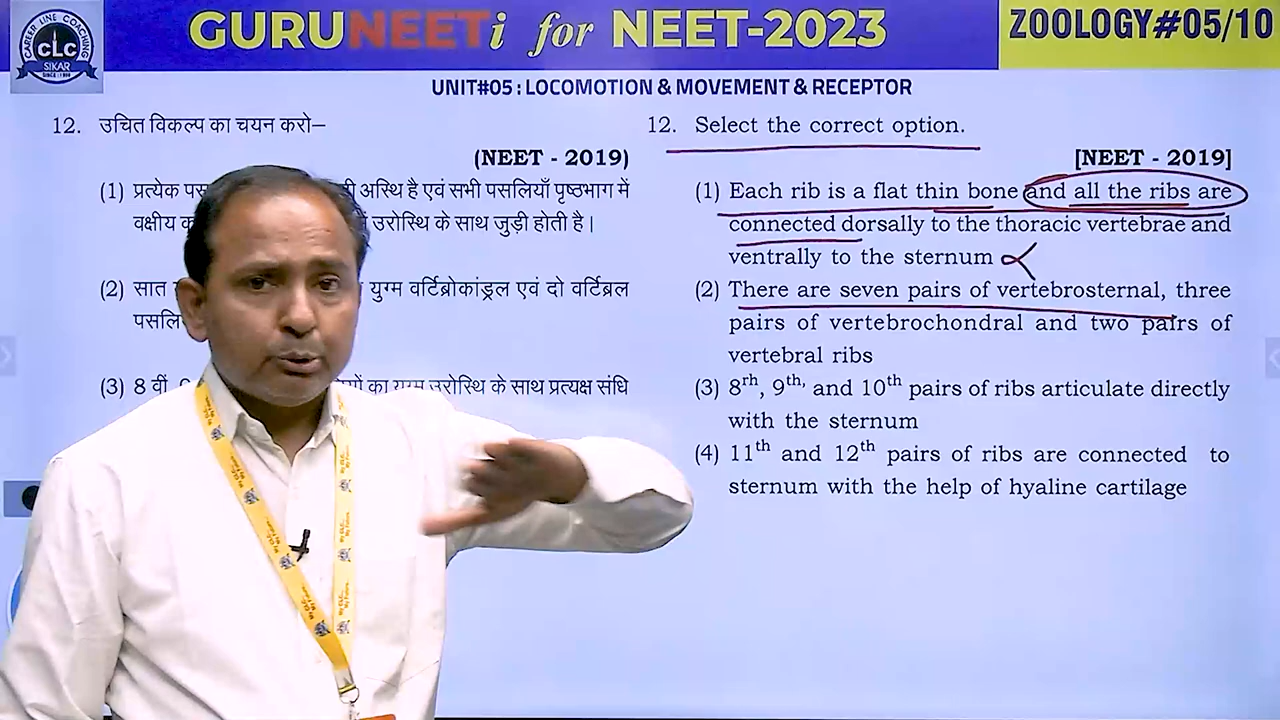 CAREER LINE COACHING
CLC
SIKAR
SINCE : 1996
GURUNEETi for NEET-2023
ZOOLOGY#05/10
UNIT#05 : LOCOMOTION & MOVEMENT & RECEPTOR
12. उचित विकल्प का चयन करो–
(NEET - 2019)
(1) प्रत्येक अस्थि है एवं सभी पसलियाँ पृष्ठभाग में
वक्षीय उरोस्थि के साथ जुड़ी होती है।
(2) सात युग्म वर्टिब्रोकांड्रल एवं दो वर्टिब्रल
(3) 8 वीं, का युग्म उरोस्थि के साथ प्रत्यक्ष संधि
12. Select the correct option.
[NEET - 2019]
(1) Each rib is a flat thin bone and all the ribs are
connected dorsally to the thoracic vertebrae and
ventrally to the sternum
(2) There are seven pairs of vertebrosternal, three
pairs of vertebrochondral and two pairs of
vertebral ribs
(3) 8rh, 9th, and 10th pairs of ribs articulate directly
with the sternum
(4) 11th and 12th pairs of ribs are connected to
sternum with the help of hyaline cartilage